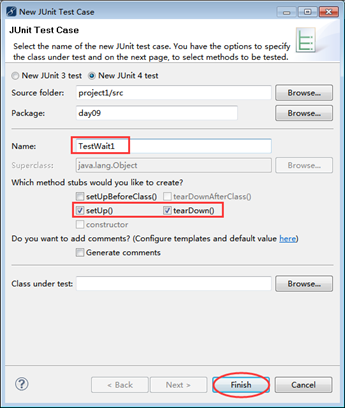 New JUnit Test Case
JUnit Test Case
Select the name of the new JUnit test case. You have the options to specify
the class under test and on the next page, to select methods to be tested.
New JUnit 3 test New JUnit 4 test
Source folder: project1/src Browse...
Package: day09 Browse...
Name: TestWait1
Superclass: java.lang.Object Browse...
Which method stubs would you like to create?
setUpBeforeClass() tearDownAfterClass()
setUp() tearDown()
constructor
Do you want to add comments? (Configure templates and default value here)
Generate comments
Class under test: Browse...
? < Back Next > Finish Cancel